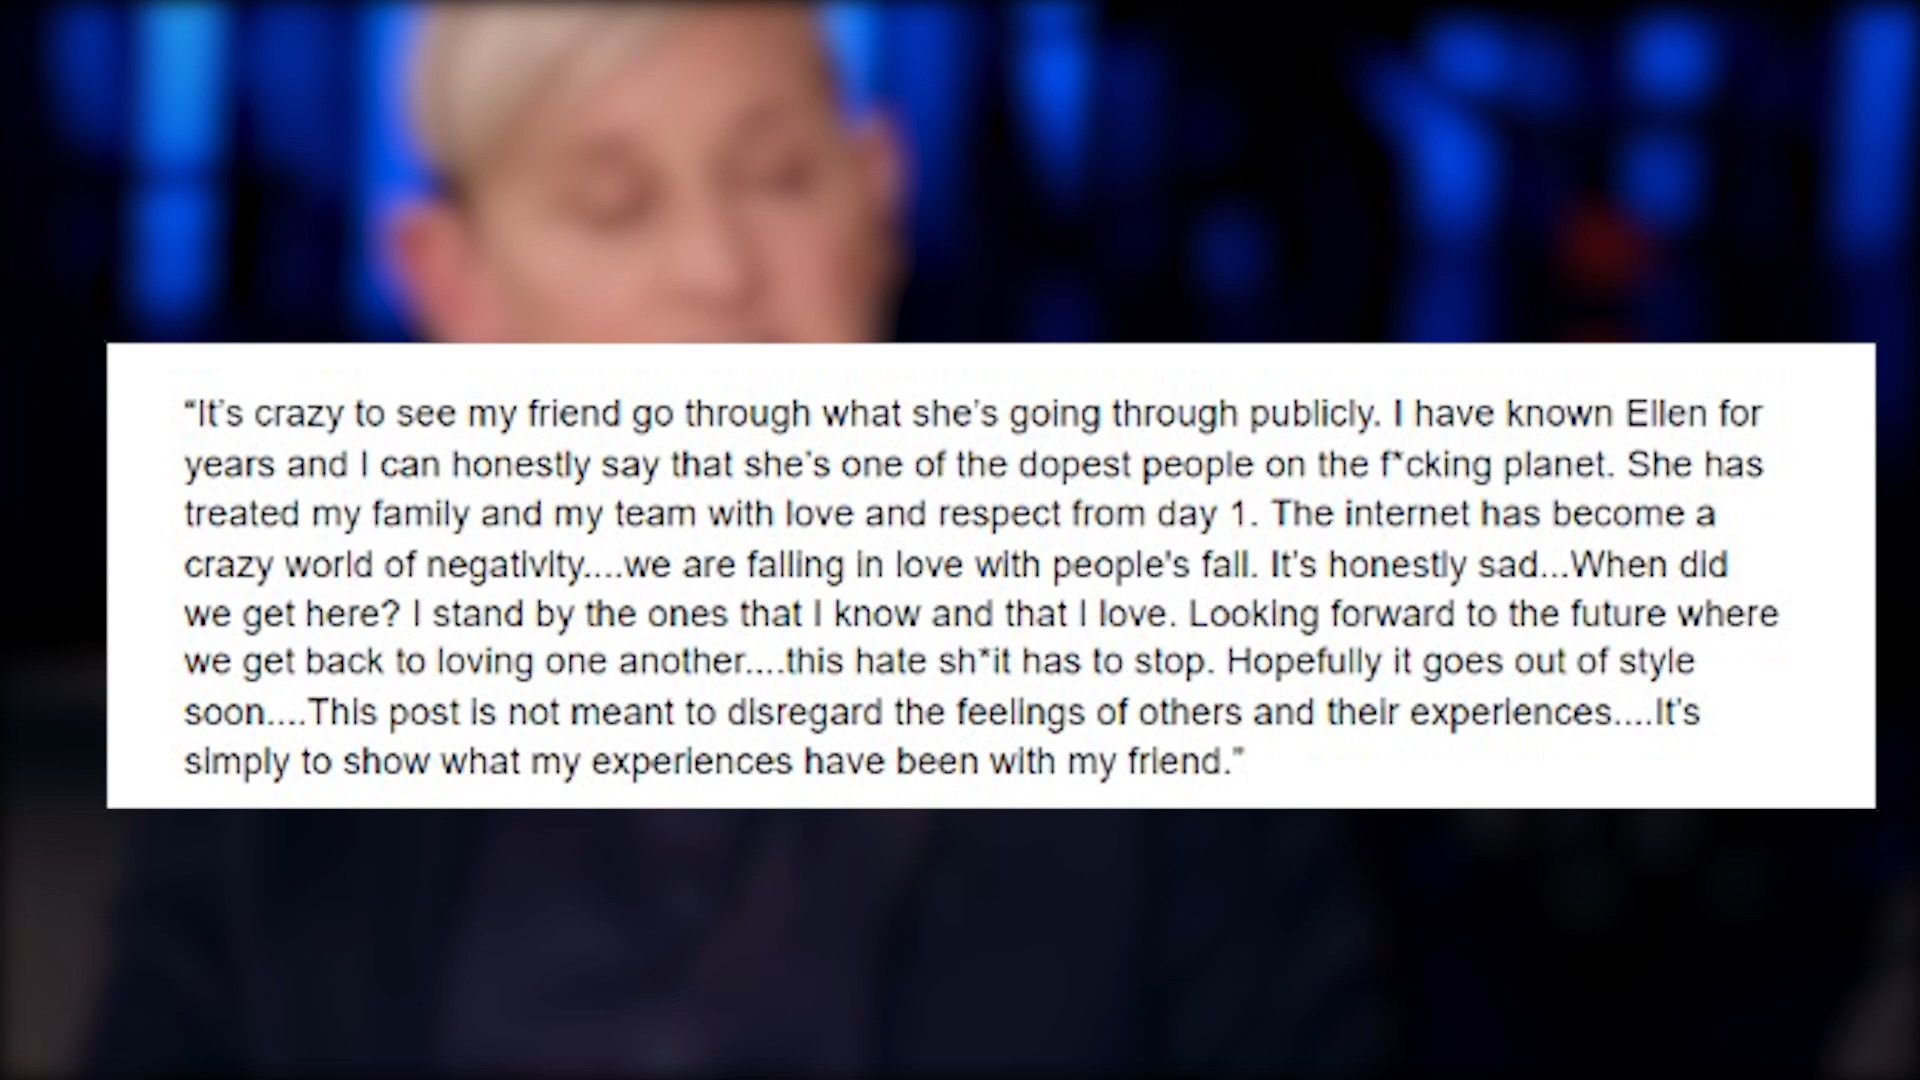 “It’s crazy to see my friend go through what she’s going through publicly. I have known Ellen for
years and I can honestly say that she’s one of the dopest people on the f*cking planet. She has
treated my family and my team with love and respect from day 1. The internet has become a
crazy world of negativity....we are falling in love with people's fall. It’s honestly sad...When did
we get here? I stand by the ones that I know and that I love. Looking forward to the future where
we get back to loving one another....this hate sh*it has to stop. Hopefully it goes out of style
soon....This post is not meant to disregard the feelings of others and their experiences....It’s
simply to show what my experiences have been with my friend.”